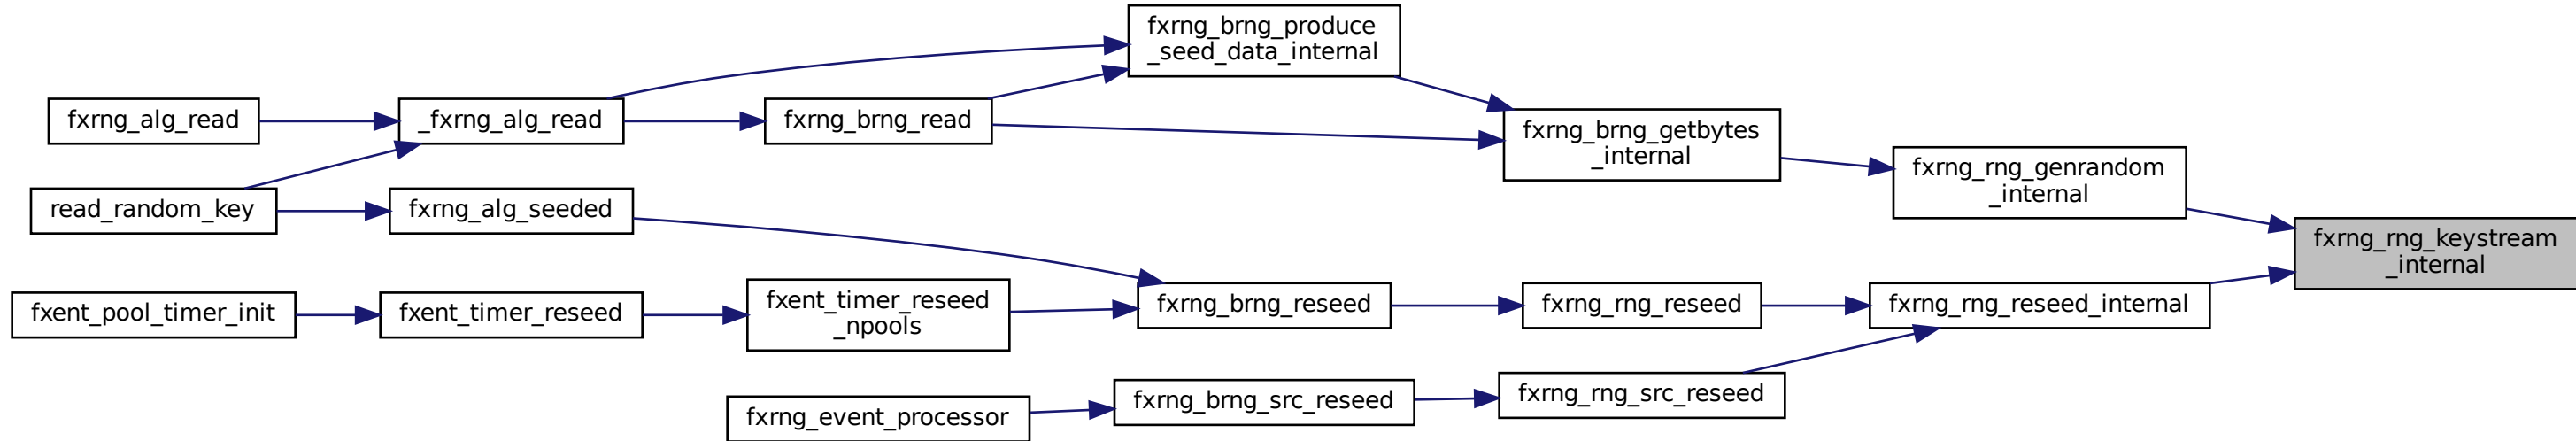 fxrng_brng_produce
_seed_data_internal
fxrng_alg_read
_fxrng_alg_read
fxrng_brng_read
fxrng_brng_getbytes
_internal
fxrng_rng_genrandom
_internal
read_random_key
fxrng_alg_seeded
fxrng_rng_keystream
_internal
fxent_pool_timer_init
fxent_timer_reseed
fxent_timer_reseed
_npools
fxrng_brng_reseed
fxrng_rng_reseed
fxrng_rng_reseed_internal
fxrng_event_processor
fxrng_brng_src_reseed
fxrng_rng_src_reseed